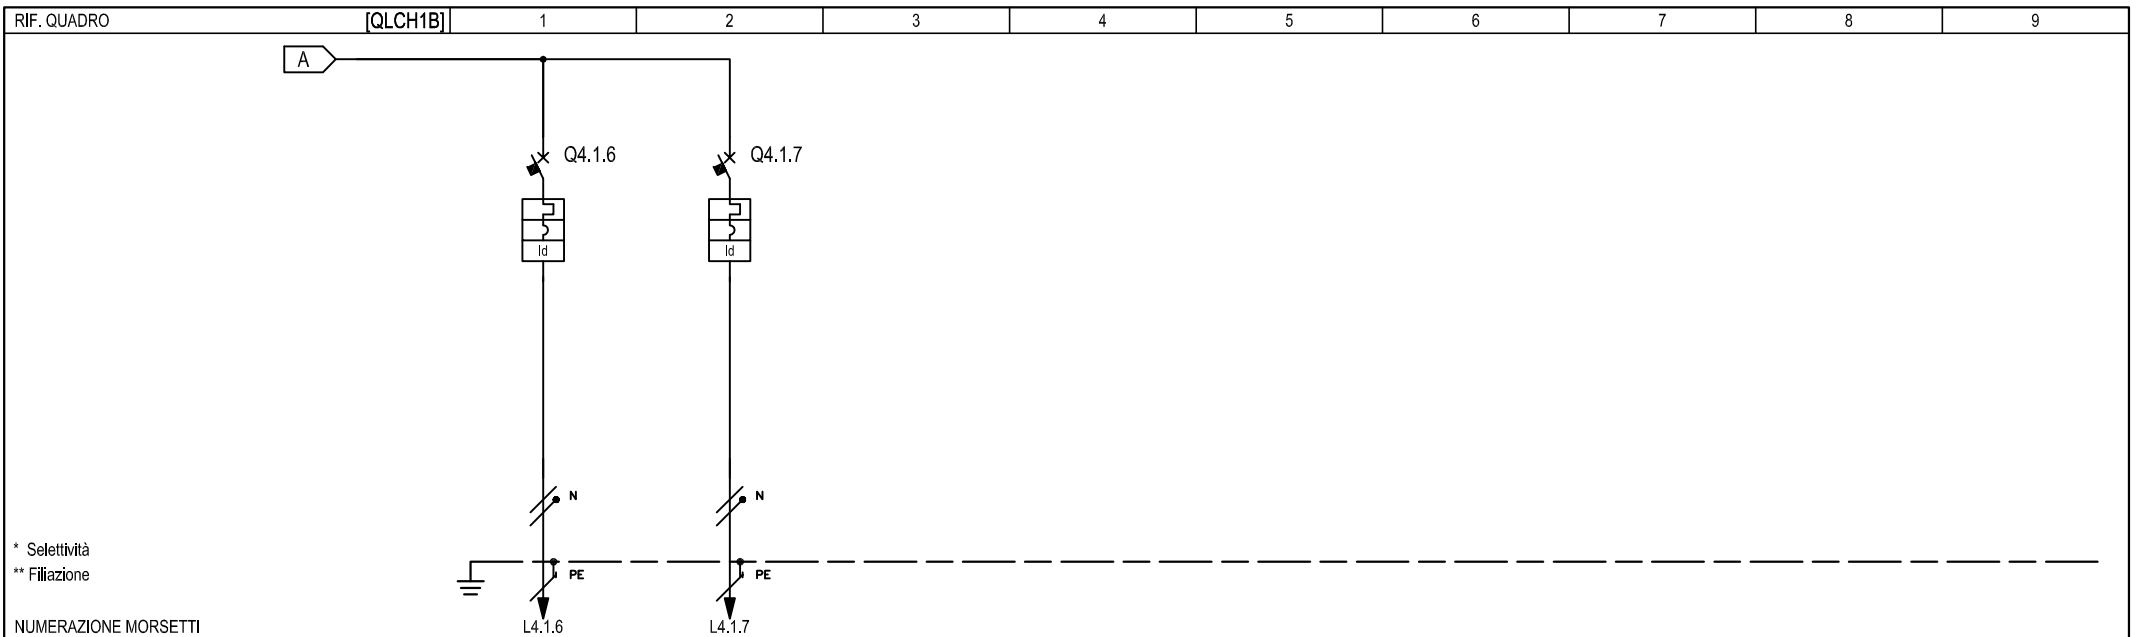 RIF. QUADRO [QLCH1B] 1 2 3 4 5 6 7 8 9
A
Q4.1.6 Q4.1.7
Id Id
N N
* Selettività
** Filiazione
PE PE
NUMERAZIONE MORSETTI L4.1.6 L4.1.7